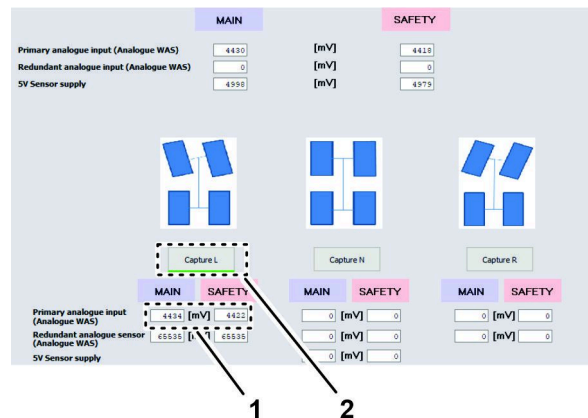 MAIN SAFETY
Primary analogue input (Analogue WAS) 4430 [mV] 4418
Redundant analogue input (Analogue WAS) 0 [mV] 0
5V Sensor supply 4998 [mV] 4979
Capture L Capture N Capture R
MAIN SAFETY MAIN SAFETY MAIN SAFETY
Primary analogue input 4434 [mV] 4422 0 [mV] 0 0 [mV] 0
(Analogue WAS)
Redundant analogue sensor 65535 [mV] 65535 0 [mV] 0 0 [mV] 0
(Analogue WAS)
5V Sensor supply 0 [mV] 0
1 2